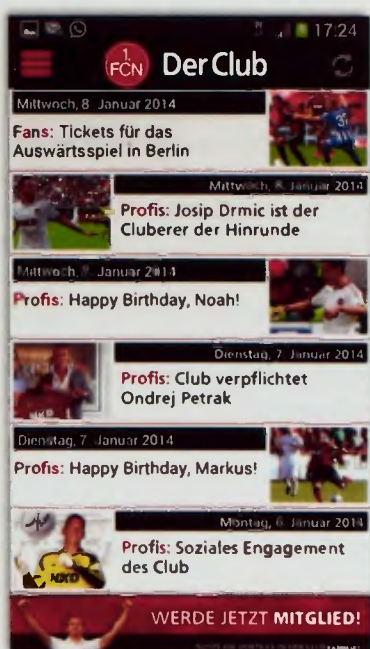 17:24
1.
FCN
Der Club
Mittwoch, 8. Januar 2014
Fans: Tickets für das
Auswärtsspiel in Berlin
Mittwoch, 8. Januar 2014
Profis: Josip Drmic ist der
Cluberer der Hinrunde
Mittwoch, 8. Januar 2014
Profis: Happy Birthday, Noah!
Dienstag, 7. Januar 2014
Profis: Club verpflichtet
Ondrej Petrak
Dienstag, 7. Januar 2014
Profis: Happy Birthday, Markus!
Montag, 6. Januar 2014
Profis: Soziales Engagement
des Club
WERDE JETZT MITGLIED!